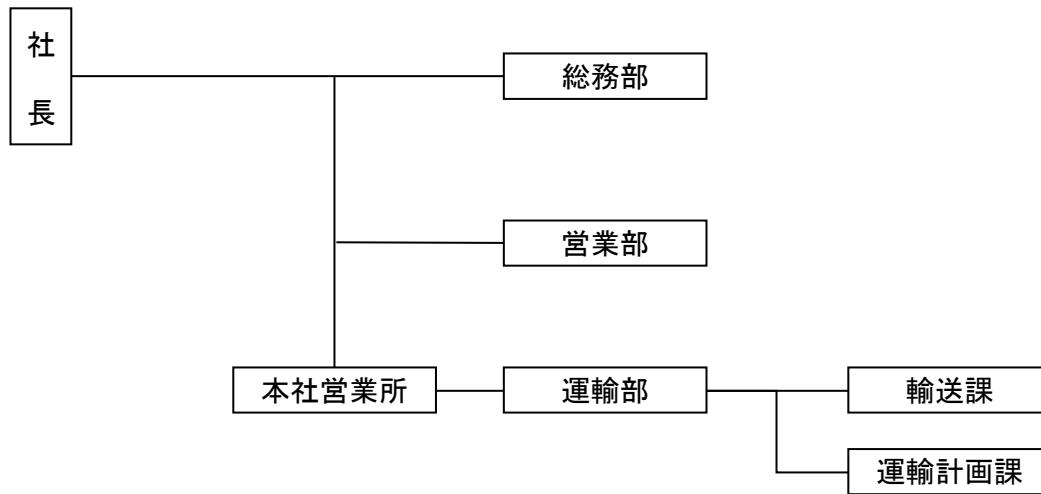 社長
総務部
営業部
本社営業所
運輸部
輸送課
運輸計画課